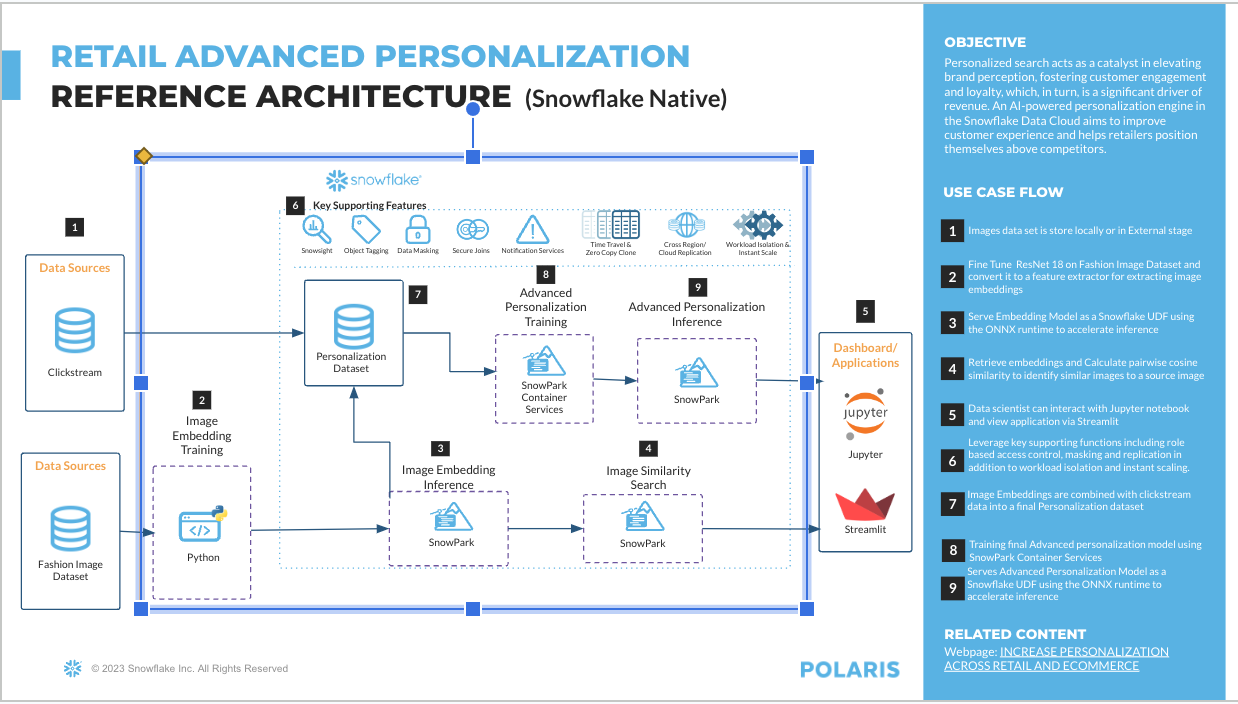 RETAIL ADVANCED PERSONALIZATION
REFERENCE ARCHITECTURE (Snowflake Native)
snowflake®
6 Key Supporting Features
Snowsight
Object Tagging
Data Masking
Secure Joins
Notification Services
Time Travel &
Zero Copy Clone
Cross Region/
Cloud Replication
Workload Isolation &
Instant Scale
1
Data Sources
Clickstream
Data Sources
Fashion Image
Dataset
2
Image
Embedding
Training
Python
7
Personalization
Dataset
8
Advanced
Personalization
Training
SnowPark
Container
Services
9
Advanced Personalization
Inference
SnowPark
3
Image Embedding
Inference
SnowPark
4
Image Similarity
Search
SnowPark
5
Dashboard/
Applications
jupyter
Jupyter
Streamlit
© 2023 Snowflake Inc. All Rights Reserved
POLARIS
OBJECTIVE
Personalized search acts as a catalyst in elevating
brand perception, fostering customer engagement
and loyalty, which, in turn, is a significant driver of
revenue. An AI-powered personalization engine in
the Snowflake Data Cloud aims to improve
customer experience and helps retailers position
themselves above competitors.
USE CASE FLOW
1 Images data set is store locally or in External stage
2 Fine Tune ResNet 18 on Fashion Image Dataset and
convert it to a feature extractor for extracting image
embeddings
3 Serve Embedding Model as a Snowflake UDF using
the ONNX runtime to accelerate inference
4 Retrieve embeddings and Calculate pairwise cosine
similarity to identify similar images to a source image
5 Data scientist can interact with Jupyter notebook
and view application via Streamlit
6 Leverage key supporting functions including role
based access control, masking and replication in
addition to workload isolation and instant scaling.
7 Image Embeddings are combined with clickstream
data into a final Personalization dataset
8 Training final Advanced personalization model using
SnowPark Container Services
9 Serves Advanced Personalization Model as a
Snowflake UDF using the ONNX runtime to
accelerate inference
RELATED CONTENT
Webpage: INCREASE PERSONALIZATION
ACROSS RETAIL AND ECOMMERCE